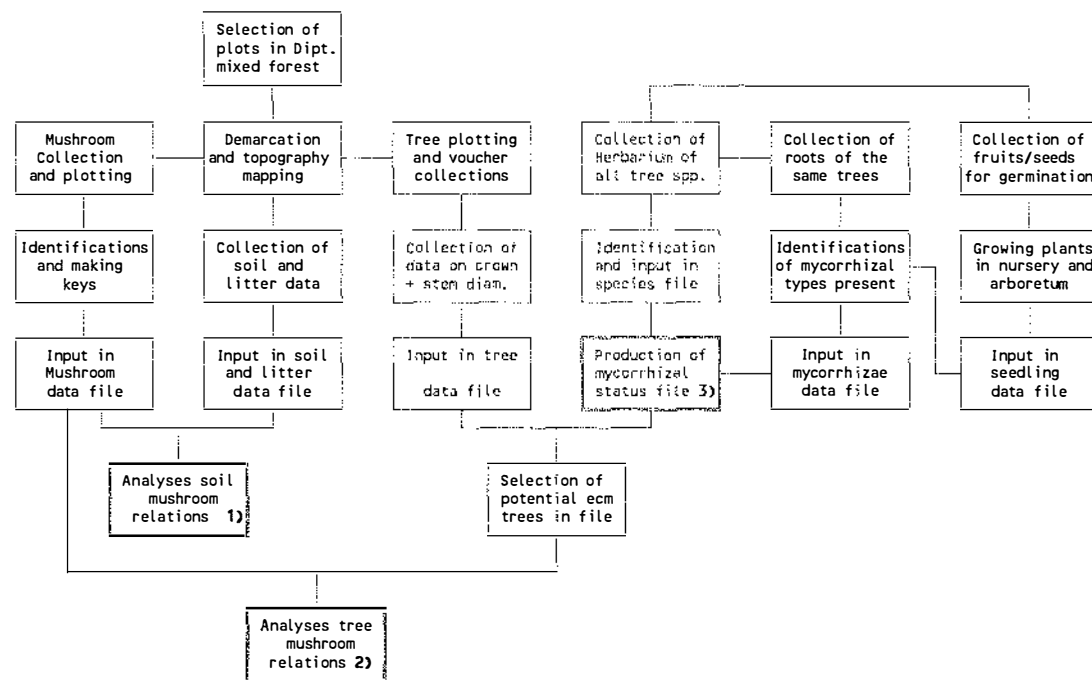 Selection of
plots in Dipt.
mixed forest
Mushroom
Collection
and plotting
Demarcation
and topography
mapping
Tree plotting
and voucher
collections
Collection of
Herbarium of
all tree spp.
Collection of
roots of the
same trees
Collection of
fruits/seeds
for germination
Identifications
and making
keys
Collection of
soil and
litter data
Collection of
data on crown
+ stem diam.
Identification
and input in
species file
Identifications
of mycorrhizal
types present
Growing plants
in nursery and
arboretum
Input in
Mushroom
data file
Input in soil
and litter
data file
Input in tree
data file
Production of
mycorrhizal
status file 3)
Input in
mycorrhizae
data file
Input in
seedling
data file
Analyses soil
mushroom
relations 1)
Selection of
potential ecm
trees in file
Analyses tree
mushroom
relations 2)